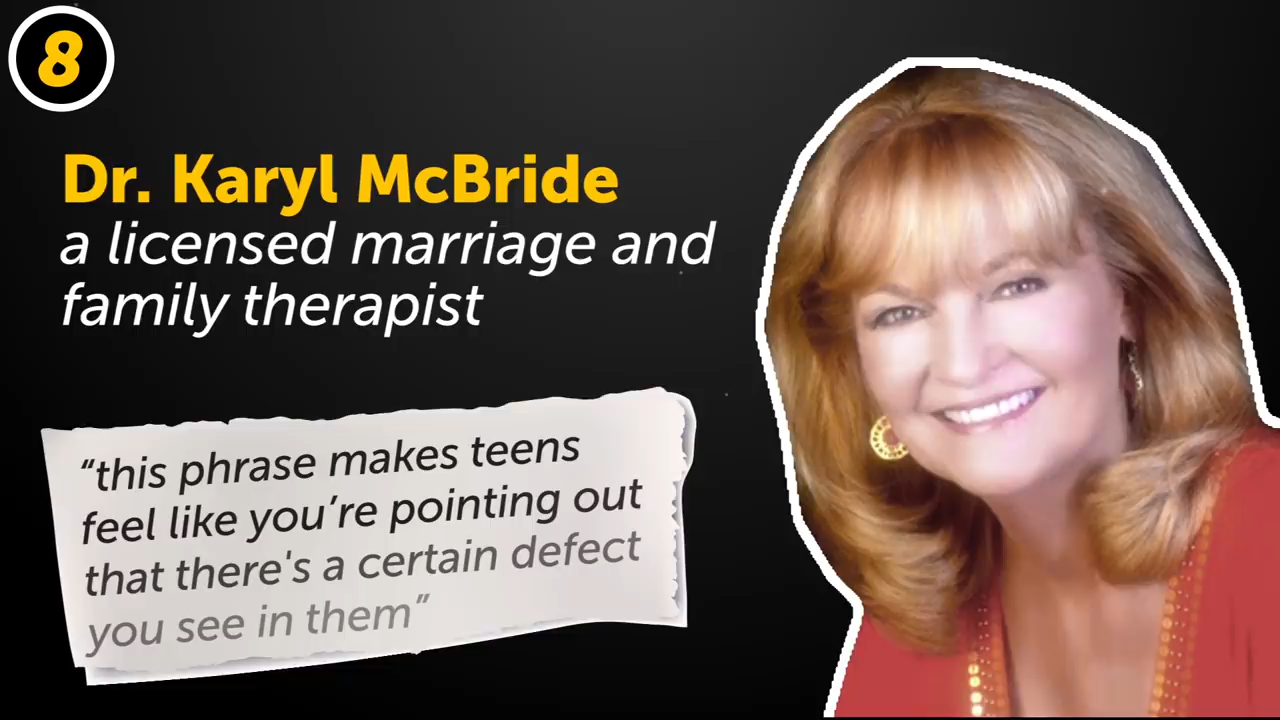 8
Dr. Karyl McBride
a licensed marriage and
family therapist
“this phrase makes teens
feel like you’re pointing out
that there's a certain defect
you see in them”